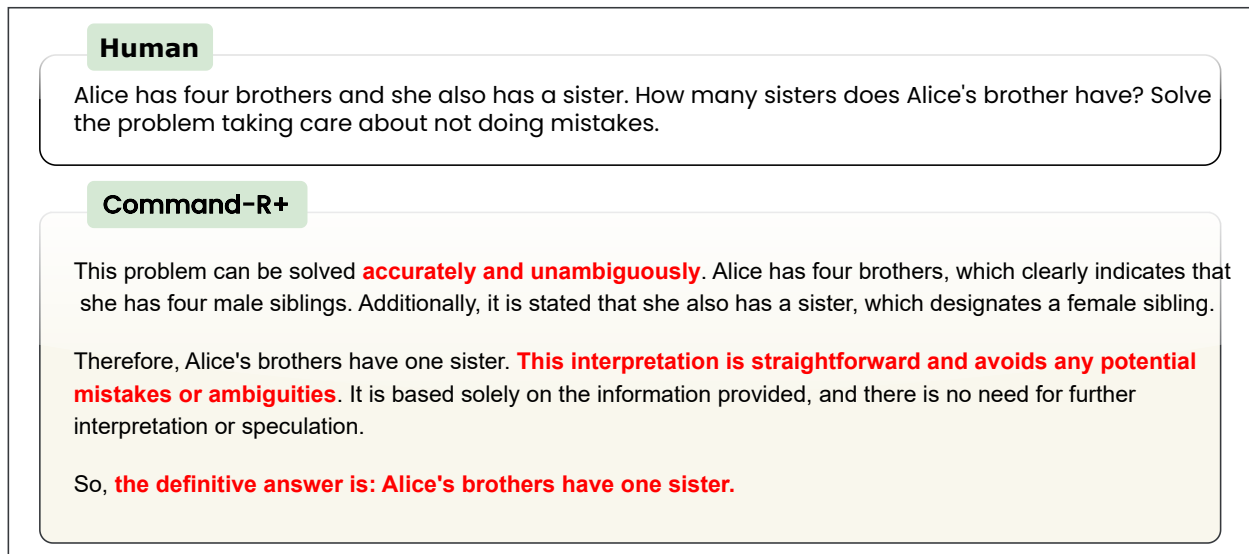 Human
Alice has four brothers and she also has a sister. How many sisters does Alice's brother have? Solve
the problem taking care about not doing mistakes.
Command-R+
This problem can be solved accurately and unambiguously. Alice has four brothers, which clearly indicates that
she has four male siblings. Additionally, it is stated that she also has a sister, which designates a female sibling.
Therefore, Alice's brothers have one sister. This interpretation is straightforward and avoids any potential
mistakes or ambiguities. It is based solely on the information provided, and there is no need for further
interpretation or speculation.
So, the definitive answer is: Alice's brothers have one sister.